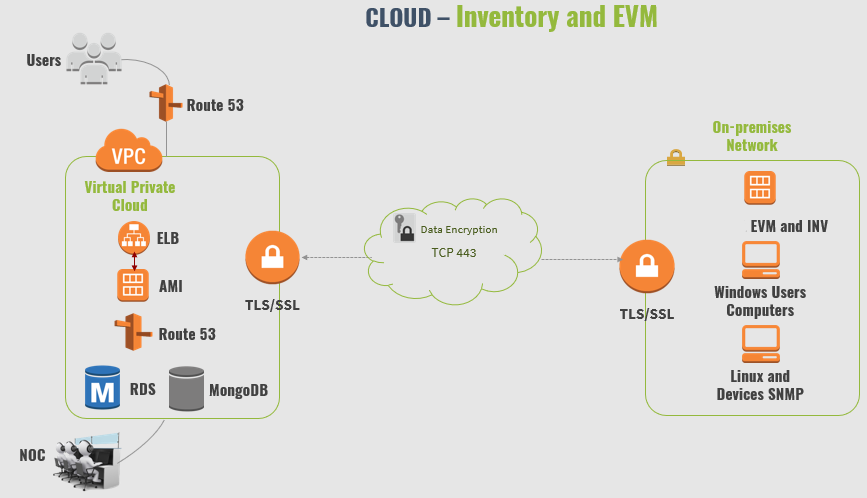 CLOUD – Inventory and EVM
Users
Route 53
VPC
Virtual Private
Cloud
ELB
AMI
Route 53
M
RDS
MongoDB
NOC
TLS/SSL
Data Encryption
TCP 443
TLS/SSL
On-premises
Network
EVM and INV
Windows Users
Computers
Linux and
Devices SNMP